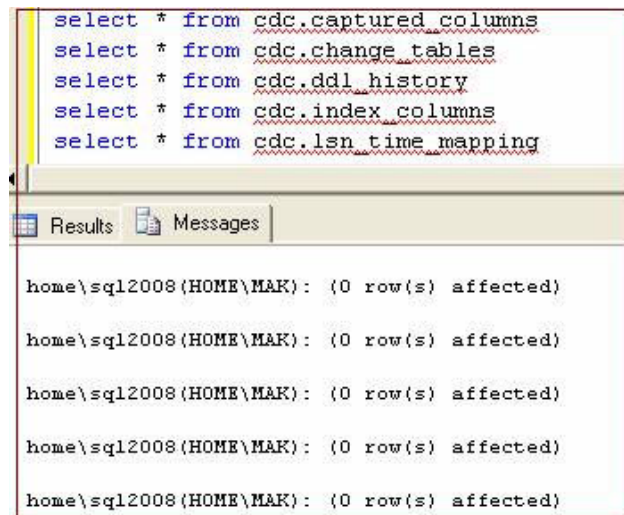 select * from cdc.captured_columns
select * from cdc.change_tables
select * from cdc.ddl_history
select * from cdc.index_columns
select * from cdc.lsn_time_mapping
Results Messages
home\sql2008(HOME\MAK): (0 row(s) affected)
home\sql2008(HOME\MAK): (0 row(s) affected)
home\sql2008(HOME\MAK): (0 row(s) affected)
home\sql2008(HOME\MAK): (0 row(s) affected)
home\sql2008(HOME\MAK): (0 row(s) affected)